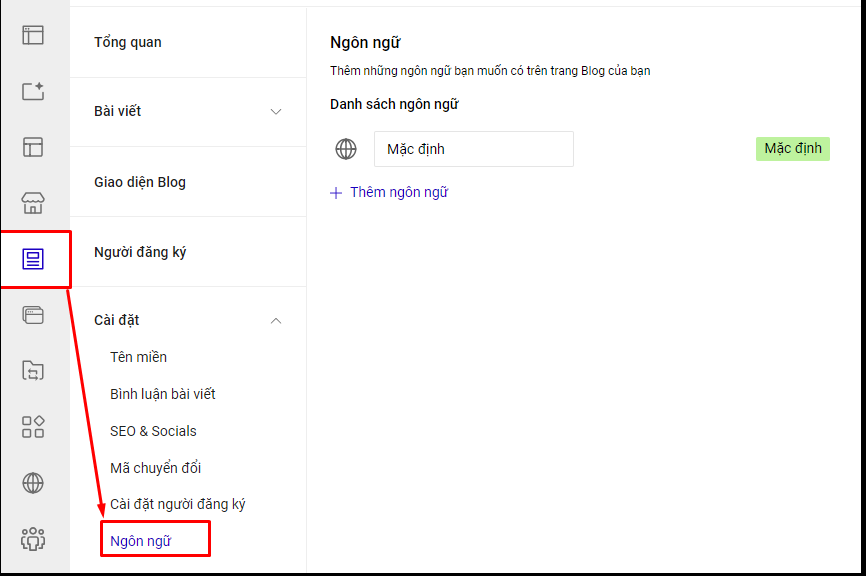 Tổng quan
Bài viết
Giao diện Blog
Người đăng ký
Cài đặt
Tên miền
Bình luận bài viết
SEO & Socials
Mã chuyển đổi
Cài đặt người đăng ký
Ngôn ngữ
Ngôn ngữ
Thêm những ngôn ngữ bạn muốn có trên trang Blog của bạn
Danh sách ngôn ngữ
Mặc định
Mặc định
Thêm ngôn ngữ